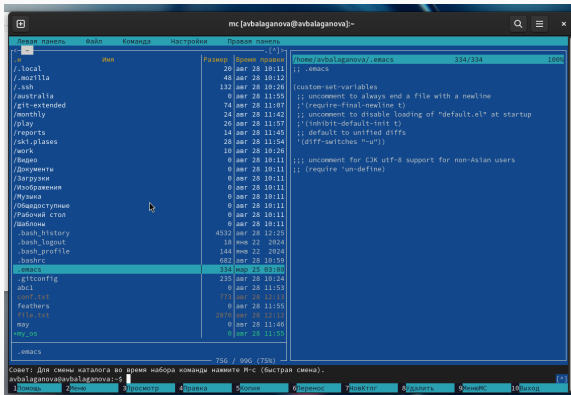 mc [avbalaganova@avbalaganova]:~
Левая панель Файл Команда Настройки Правая панель
.и Имя Размер Время правки
/.local 20 авг 28 10:11
/.mozilla 48 авг 28 10:12
/.ssh 132 авг 28 10:26
/australia 0 авг 28 11:55
/git-extended 74 авг 28 11:07
/monthly 24 авг 28 11:42
/play 26 авг 28 11:57
/reports 14 авг 28 11:45
/ski.plases 28 авг 28 11:54
/work 10 авг 28 10:26
/Видео 0 авг 28 10:11
/Документы 0 авг 28 10:11
/Загрузки 0 авг 28 10:11
/Изображения 0 авг 28 10:11
/Музыка 0 авг 28 10:11
/Общедоступные 0 авг 28 10:11
/Рабочий стол 0 авг 28 10:11
/Шаблоны 0 авг 28 10:11
.bash_history 4532 авг 28 12:25
.bash_logout 18 янв 22 2024
.bash_profile 144 янв 22 2024
.bashrc 682 авг 28 10:59
.emacs 334 мар 25 03:00
.gitconfig 235 авг 28 10:24
abc1 0 авг 28 11:53
conf.txt 773 авг 28 12:13
feathers 0 авг 28 11:55
file.txt 2876 авг 28 12:12
may 0 авг 28 11:46
*my_os 0 авг 28 11:55
.emacs
75G / 99G (75%)
/home/avbalaganova/.emacs 334/334 100%
;; .emacs
(custom-set-variables
;; uncomment to always end a file with a newline
;'(require-final-newline t)
;; uncomment to disable loading of "default.el" at startup
;'(inhibit-default-init t)
;; default to unified diffs
'(diff-switches "-u"))
;;; uncomment for CJK utf-8 support for non-Asian users
;; (require 'un-define)
Совет: Для смены каталога во время набора команды нажмите M-c (быстрая смена).
avbalaganova@avbalaganova:~$ [^]
1Помощь 2Меню 3Просмотр 4Правка 5Копия 6Перенос 7НовКтлг 8Удалить 9МенюMC 10Выход